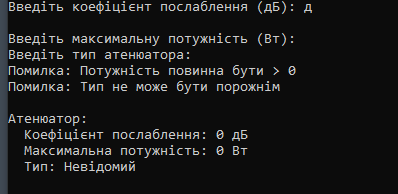 Введіть коефіцієнт послаблення (дБ): д
Введіть максимальну потужність (Вт):
Введіть тип атенюатора:
Помилка: Потужність повинна бути > 0
Помилка: Тип не може бути порожнім
Атенюатор:
Коефіцієнт послаблення: 0 дБ
Максимальна потужність: 0 Вт
Тип: Невідомий